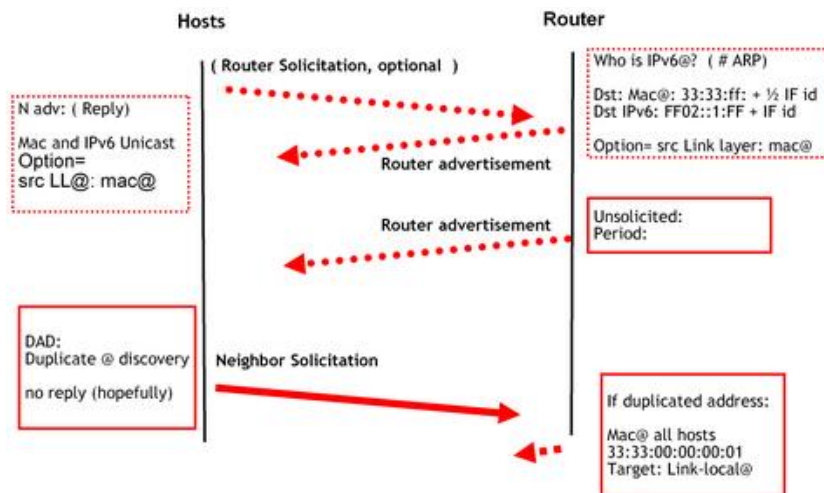 Hosts
Router
( Router Solicitation, optional )
Who is IPv6@? ( # ARP)
Dst: Mac@: 33:33:ff: + ½ IF id
Dst IPv6: FF02::1:FF + IF id
Option= src Link layer: mac@
N adv: ( Reply)
Mac and IPv6 Unicast
Option=
src LL@: mac@
Router advertisement
Router advertisement
Unsolicited:
Period:
DAD:
Duplicate @ discovery
no reply (hopefully)
Neighbor Solicitation
If duplicated address:
Mac@ all hosts
33:33:00:00:00:01
Target: Link-local@